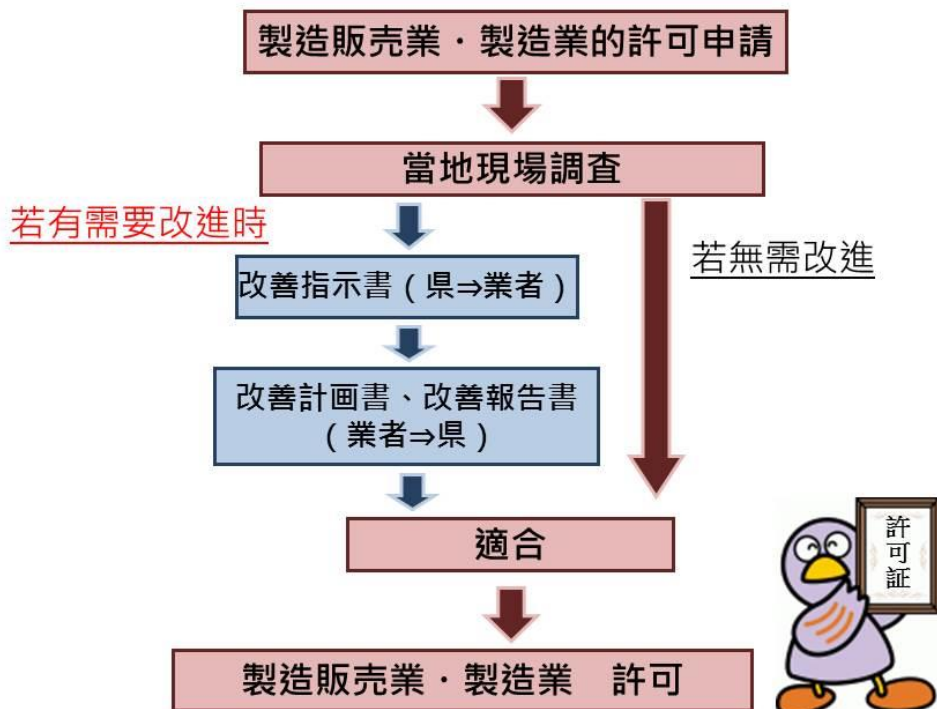 製造販売業・製造業的許可申請
當地現場調查
若有需要改進時
若無需改進
改善指示書（県⇒業者）
改善計画書、改善報告書
（業者⇒県）
適合
許可証
製造販売業・製造業　許可